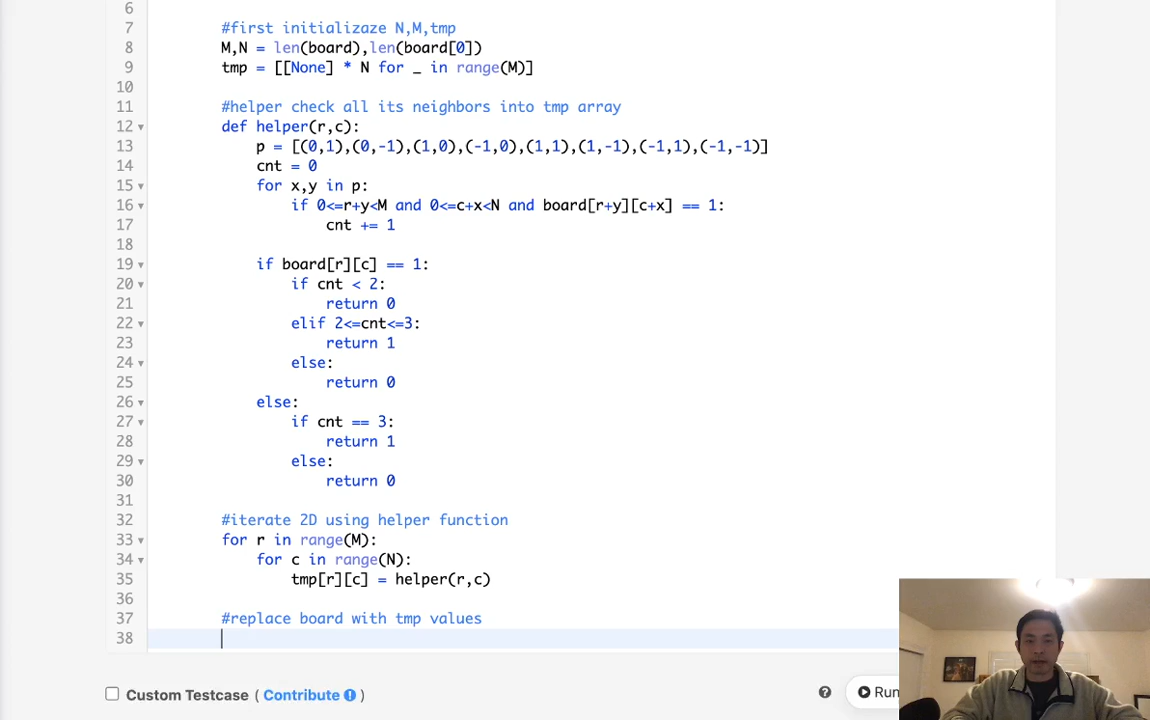 6
7 #first initializaze N,M,tmp
8 M,N = len(board),len(board[0])
9 tmp = [[None] * N for _ in range(M)]
10
11 #helper check all its neighbors into tmp array
12 def helper(r,c):
13 p = [(0,1),(0,-1),(1,0),(-1,0),(1,1),(1,-1),(-1,1),(-1,-1)]
14 cnt = 0
15 for x,y in p:
16 if 0<=r+y<M and 0<=c+x<N and board[r+y][c+x] == 1:
17 cnt += 1
18
19 if board[r][c] == 1:
20 if cnt < 2:
21 return 0
22 elif 2<=cnt<=3:
23 return 1
24 else:
25 return 0
26 else:
27 if cnt == 3:
28 return 1
29 else:
30 return 0
31
32 #iterate 2D using helper function
33 for r in range(M):
34 for c in range(N):
35 tmp[r][c] = helper(r,c)
36
37 #replace board with tmp values
38
Custom Testcase ( Contribute ) ? Run